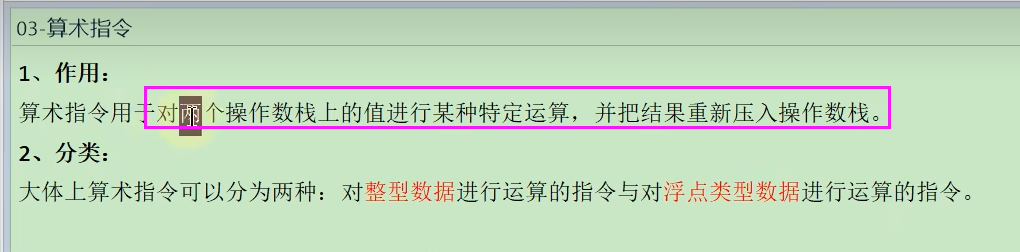 03-算术指令
1、作用：
算术指令用于对两个操作数栈上的值进行某种特定运算，并把结果重新压入操作数栈。
2、分类：
大体上算术指令可以分为两种：对整型数据进行运算的指令与对浮点类型数据进行运算的指令。